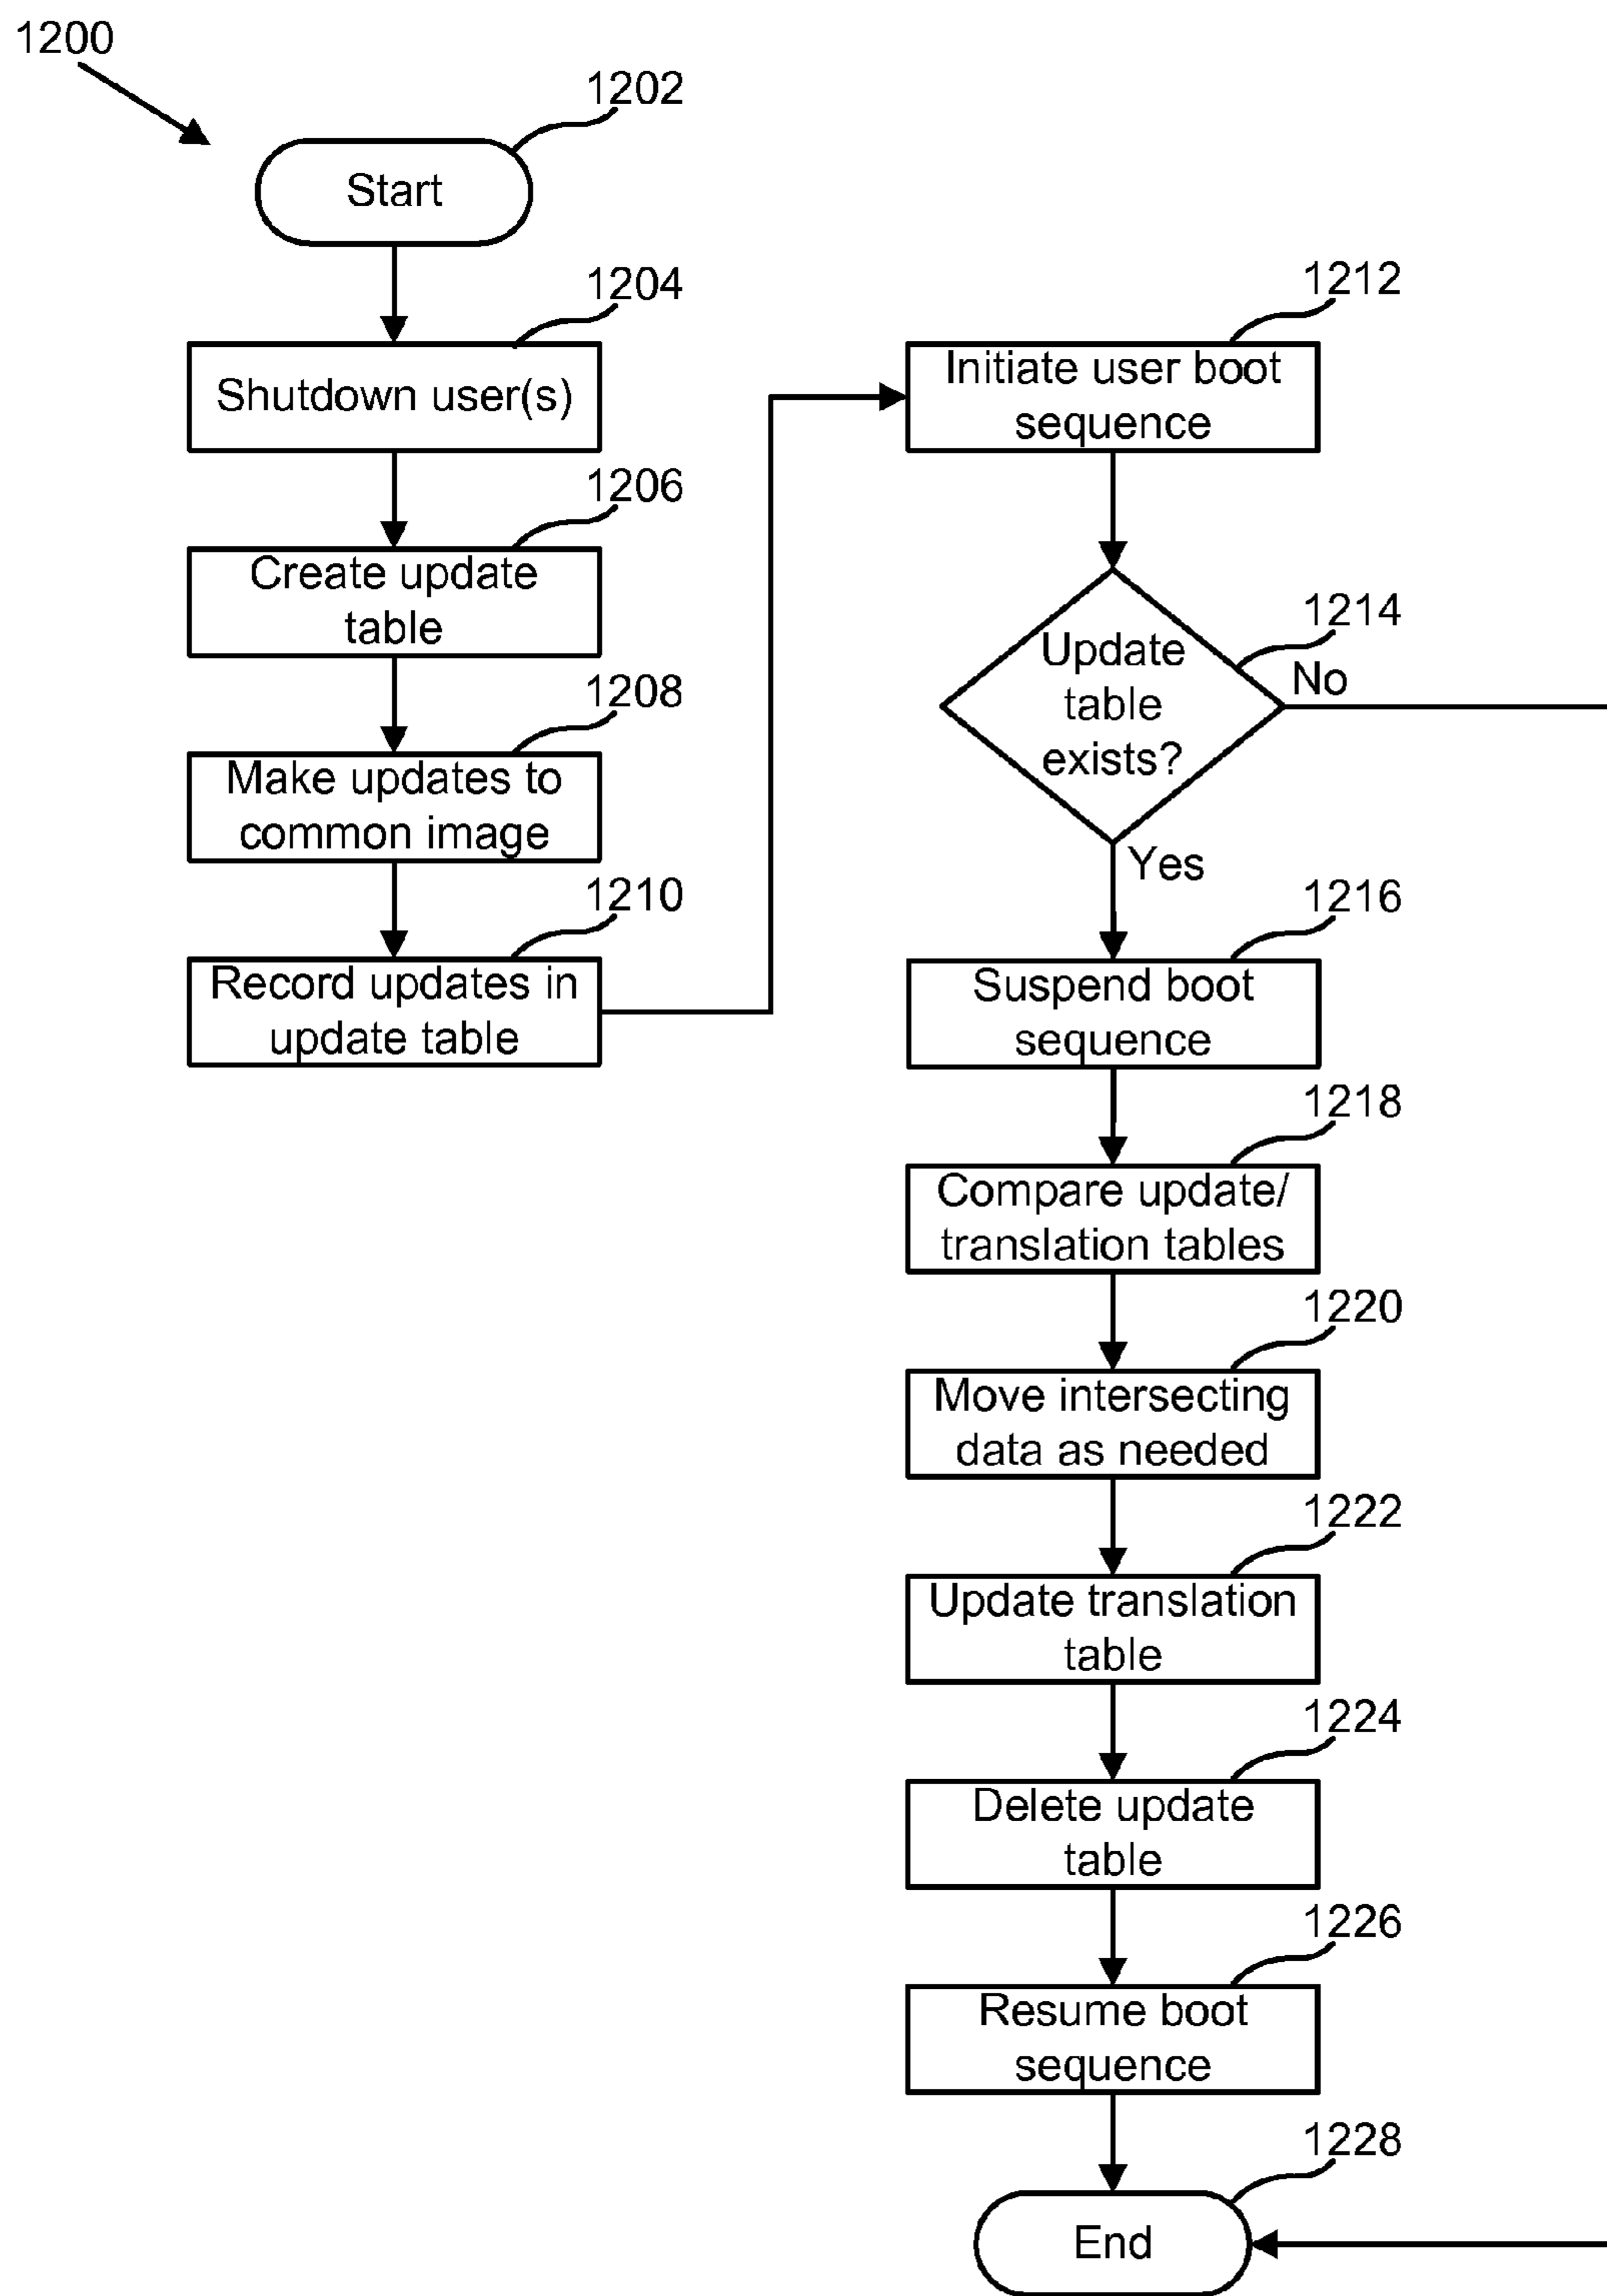 1200
1202
Start
1204
Shutdown user(s)
1206
Create update
table
1208
Make updates to
common image
1210
Record updates in
update table
1212
Initiate user boot
sequence
1214
Update
table
exists?
No
Yes
1216
Suspend boot
sequence
1218
Compare update/
translation tables
1220
Move intersecting
data as needed
1222
Update translation
table
1224
Delete update
table
1226
Resume boot
sequence
1228
End